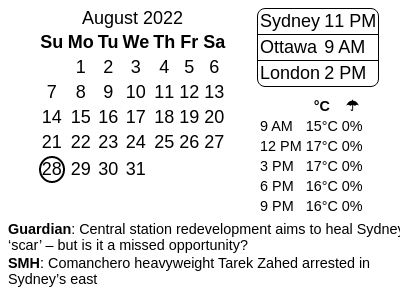 August 2022
Su Mo Tu We Th Fr Sa
1 2 3 4 5 6
7 8 9 10 11 12 13
14 15 16 17 18 19 20
21 22 23 24 25 26 27
28 29 30 31
Sydney 11 PM
Ottawa 9 AM
London 2 PM
°C ☂
9 AM 15°C 0%
12 PM 17°C 0%
3 PM 17°C 0%
6 PM 16°C 0%
9 PM 16°C 0%
Guardian: Central station redevelopment aims to heal Sydney
‘scar’ – but is it a missed opportunity?
SMH: Comanchero heavyweight Tarek Zahed arrested in
Sydney’s east